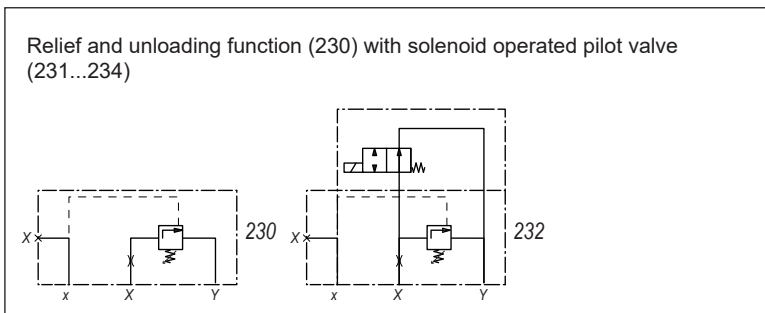 Relief and unloading function (230) with solenoid operated pilot valve
(231...234)
X
230
x
X
Y
X
232
x
X
Y